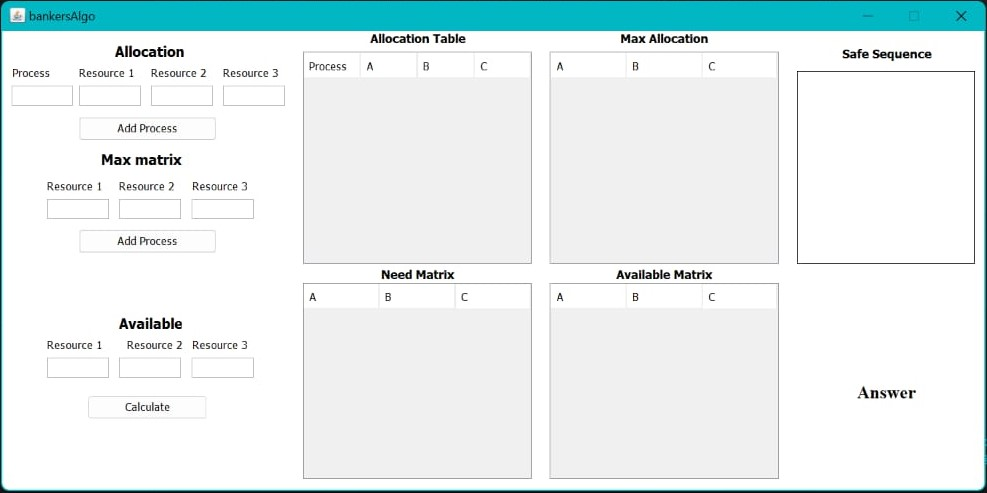 bankersAlgo
Allocation
Process Resource 1 Resource 2 Resource 3
Add Process
Max matrix
Resource 1 Resource 2 Resource 3
Add Process
Available
Resource 1 Resource 2 Resource 3
Calculate
Allocation Table
Process A B C
Max Allocation
A B C
Need Matrix
A B C
Available Matrix
A B C
Safe Sequence
Answer